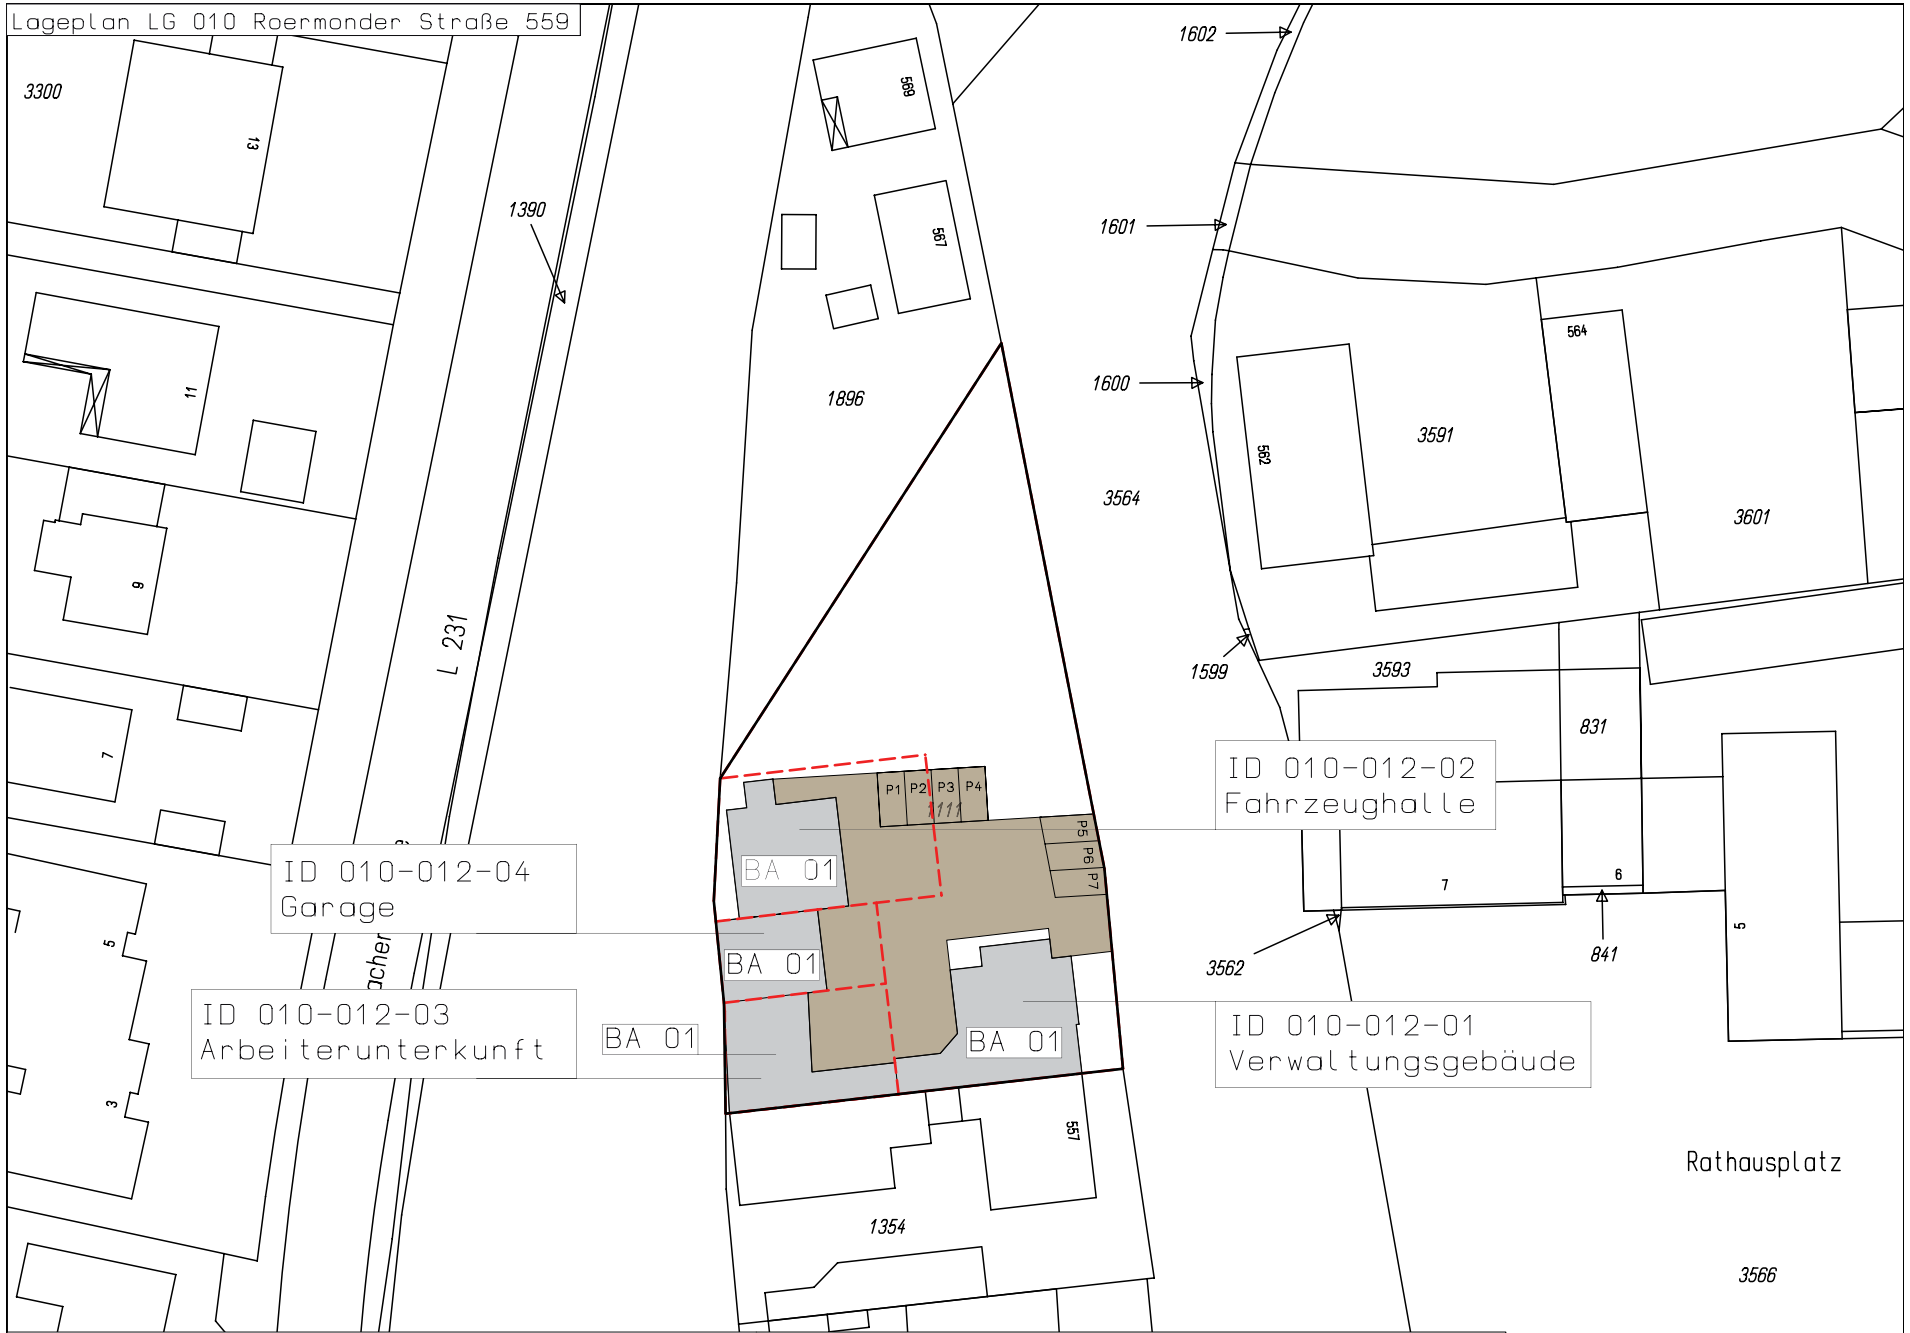 Lageplan LG 010 Roermonder Straße 559
1602
3300
569
13
1390
1601
567
564
11
1600
1896
3591
562
3564
3601
9
L 231
1599
3593
831
7
ID 010-012-02
Fahrzeughalle
P1 P2 P3 P4
1111
P5
P6
P7
ID 010-012-04
Garage
BA 01
7
6
5
5
acher
BA 01
3562
841
ID 010-012-03
Arbeiterunterkunft
BA 01
BA 01
ID 010-012-01
Verwaltungsgebäude
3
557
Rathausplatz
1354
3566